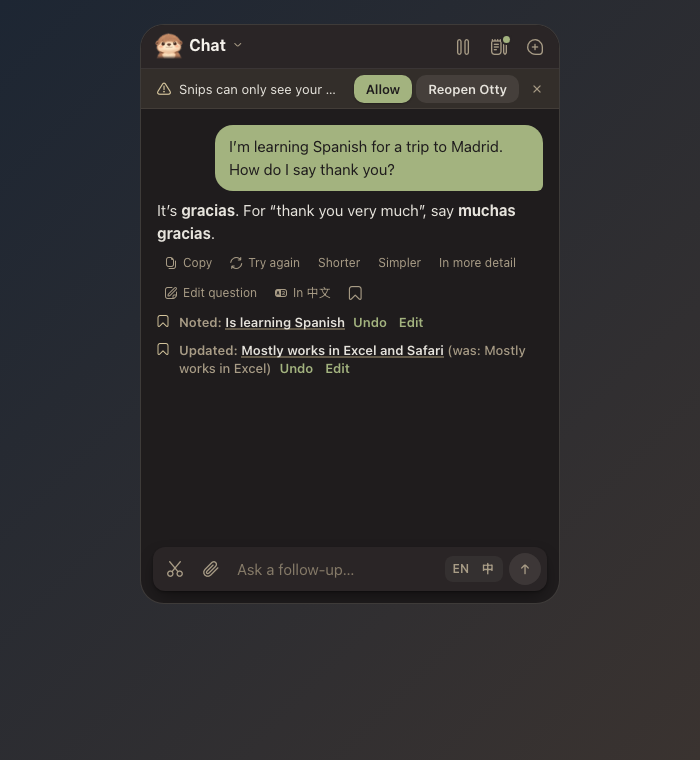 Chat
Snips can only see your ...
Allow
Reopen Otty
I’m learning Spanish for a trip to Madrid.
How do I say thank you?
It’s gracias. For “thank you very much”, say muchas
gracias.
Copy Try again Shorter Simpler In more detail
Edit question In 中文
Noted: Is learning Spanish Undo Edit
Updated: Mostly works in Excel and Safari (was: Mostly
works in Excel) Undo Edit
Ask a follow-up...
EN 中